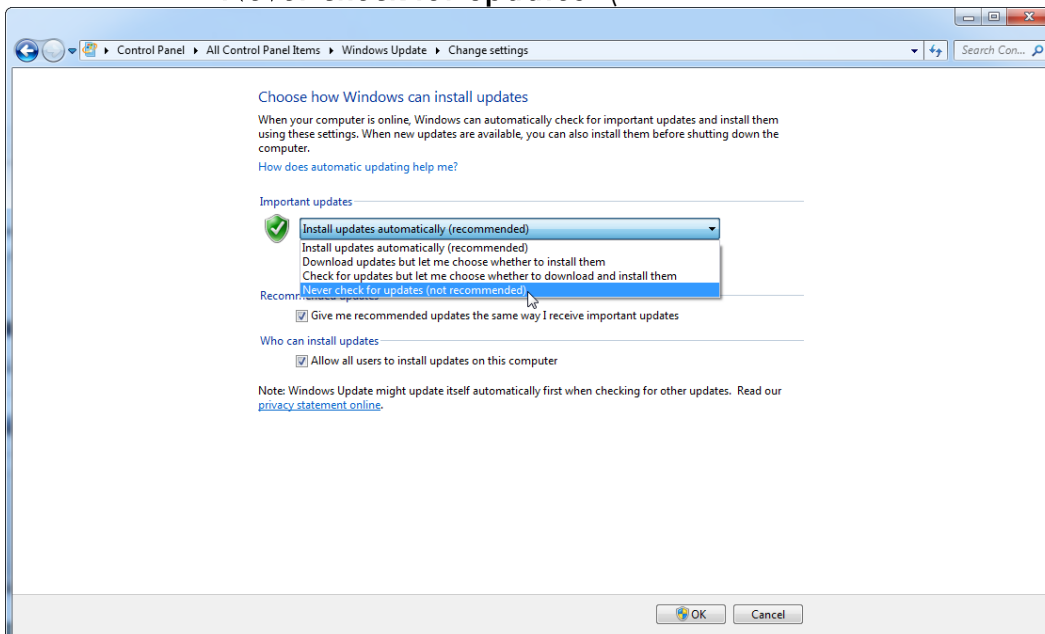 Control Panel ▸ All Control Panel Items ▸ Windows Update ▸ Change settings
Search Con...
Choose how Windows can install updates
When your computer is online, Windows can automatically check for important updates and install them
using these settings. When new updates are available, you can also install them before shutting down the
computer.
How does automatic updating help me?
Important updates
Install updates automatically (recommended)
Install updates automatically (recommended)
Download updates but let me choose whether to install them
Check for updates but let me choose whether to download and install them
Never check for updates (not recommended)
Recommended updates
Give me recommended updates the same way I receive important updates
Who can install updates
Allow all users to install updates on this computer
Note: Windows Update might update itself automatically first when checking for other updates. Read our
privacy statement online.
OK Cancel